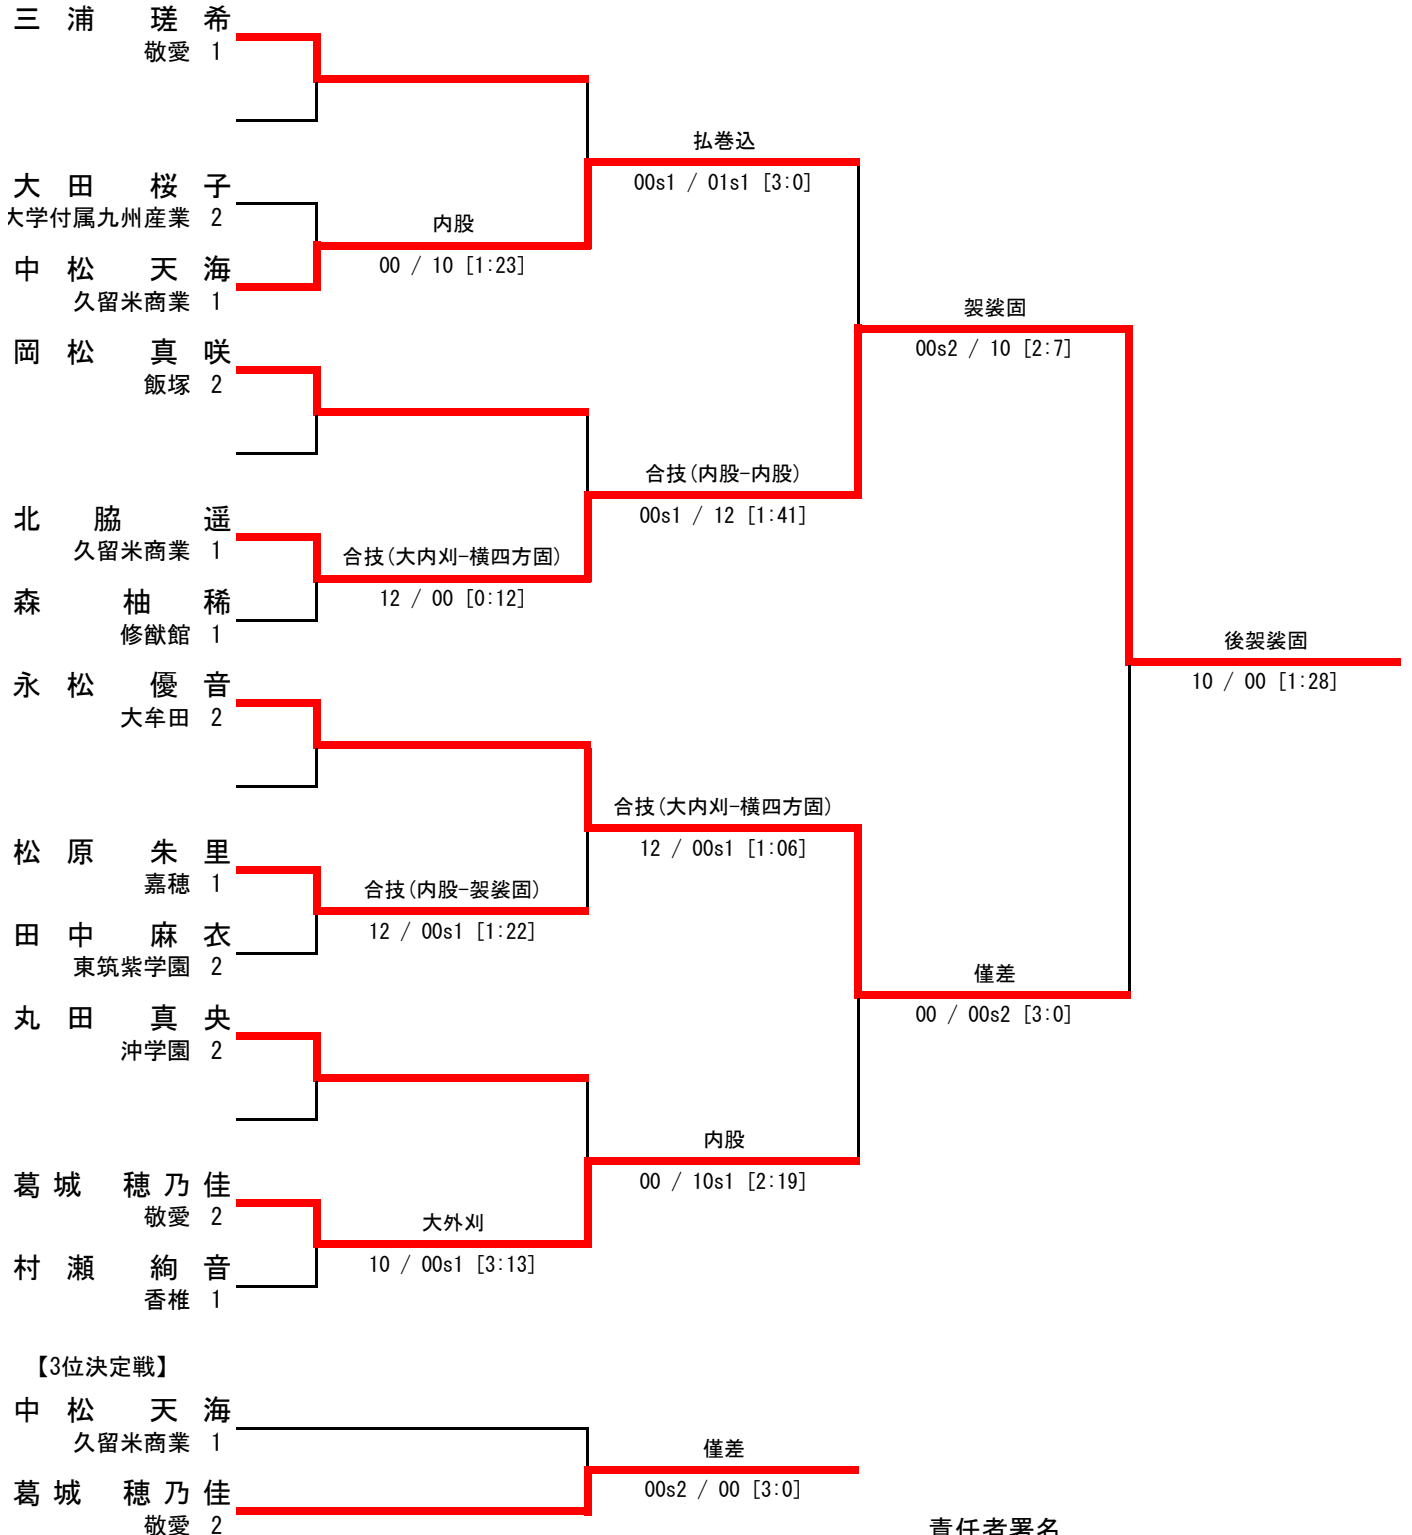 三浦 瑳希
敬愛 1
大田 桜子
大学付属九州産業 2
中松 天海
久留米商業 1
岡松 真咲
飯塚 2
北脇 遥
久留米商業 1
森 柚稀
修猷館 1
永松 優音
大牟田 2
松原 朱里
嘉穂 1
田中 麻衣
東筑紫学園 2
丸田 真央
沖学園 2
葛城 穂乃佳
敬愛 2
村瀬 絢音
香椎 1
内股
00 / 10 [1:23]
合技(大内刈-横四方固)
12 / 00 [0:12]
合技(内股-袈裟固)
12 / 00s1 [1:22]
大外刈
10 / 00s1 [3:13]
払巻込
00s1 / 01s1 [3:0]
合技(内股-内股)
00s1 / 12 [1:41]
合技(大内刈-横四方固)
12 / 00s1 [1:06]
内股
00 / 10s1 [2:19]
袈裟固
00s2 / 10 [2:7]
僅差
00 / 00s2 [3:0]
後袈裟固
10 / 00 [1:28]
【3位決定戦】
中松 天海
久留米商業 1
葛城 穂乃佳
敬愛 2
僅差
00s2 / 00 [3:0]
責任者署名